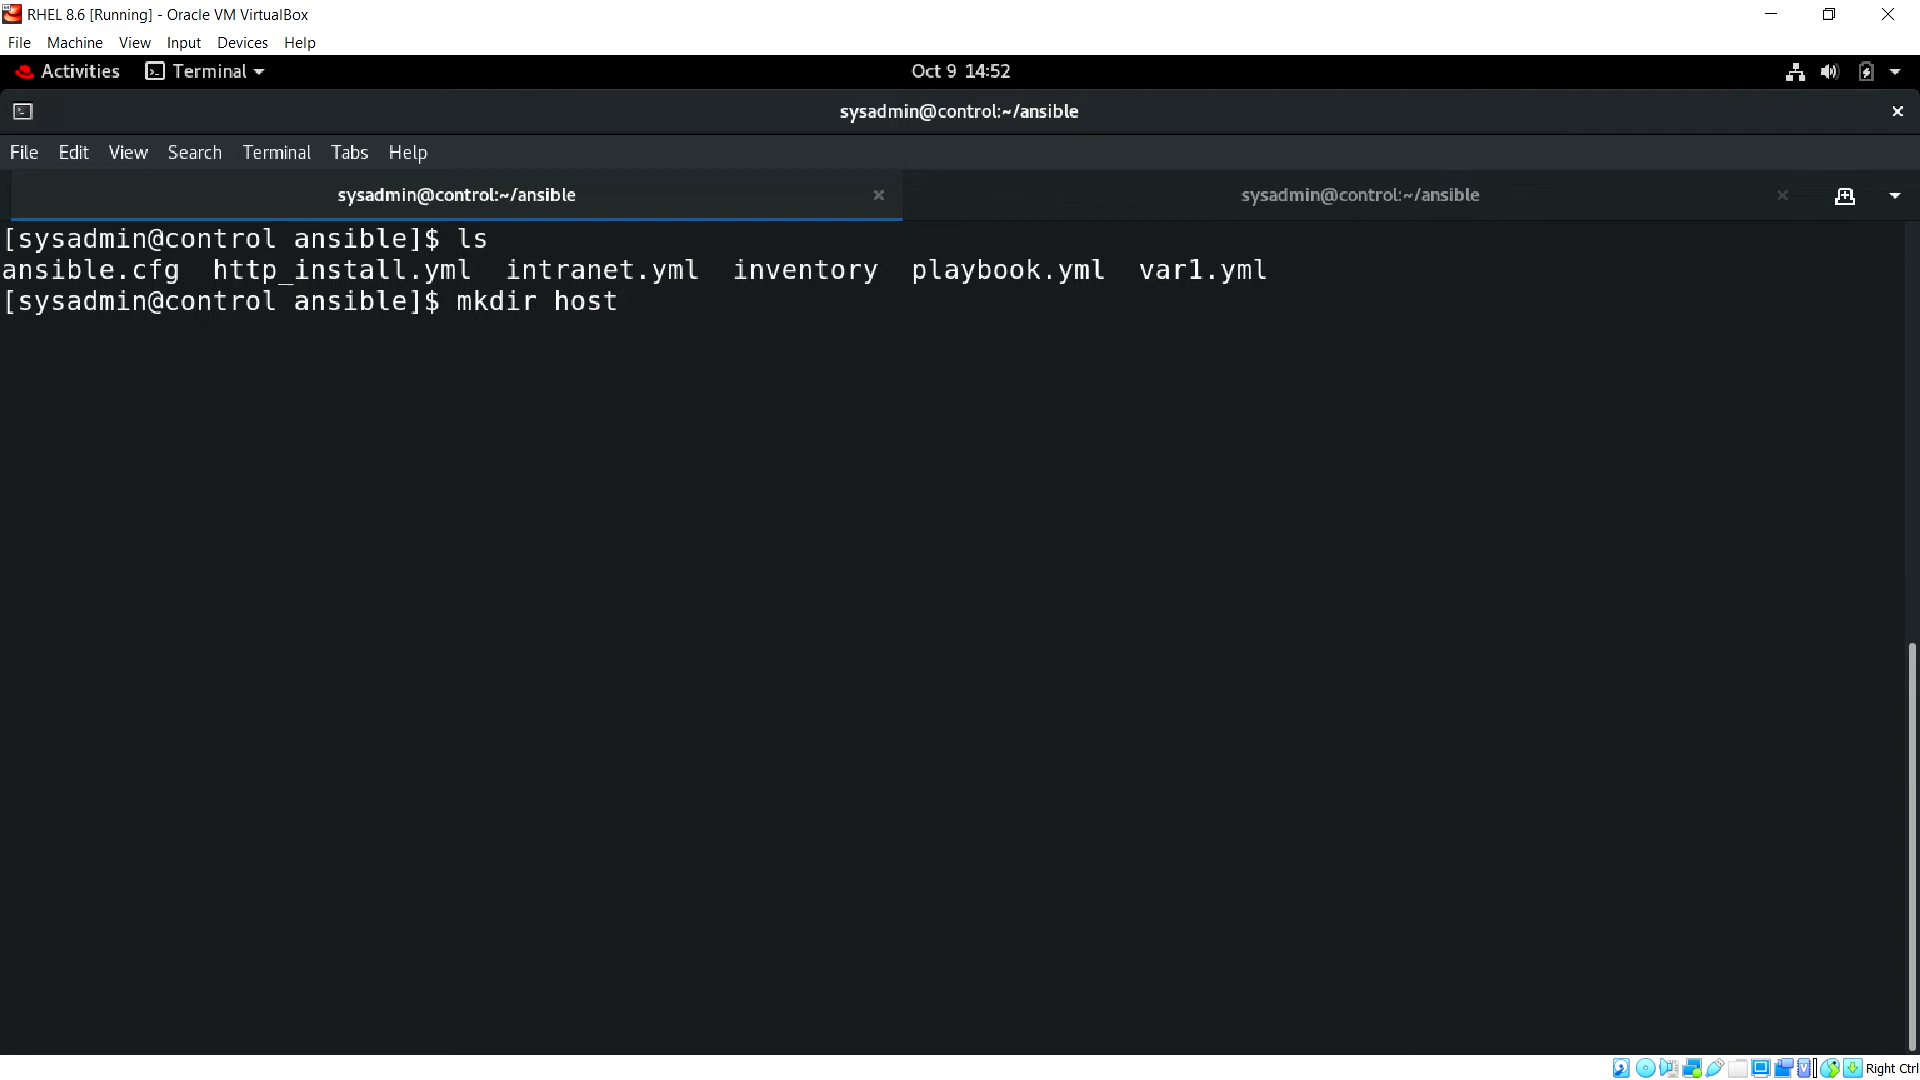 RHEL 8.6 [Running] - Oracle VM VirtualBox
File Machine View Input Devices Help
Activities Terminal Oct 9 14:52
sysadmin@control:~/ansible
File Edit View Search Terminal Tabs Help
sysadmin@control:~/ansible sysadmin@control:~/ansible
[sysadmin@control ansible]$ ls
ansible.cfg http_install.yml intranet.yml inventory playbook.yml var1.yml
[sysadmin@control ansible]$ mkdir host
Right Ctrl